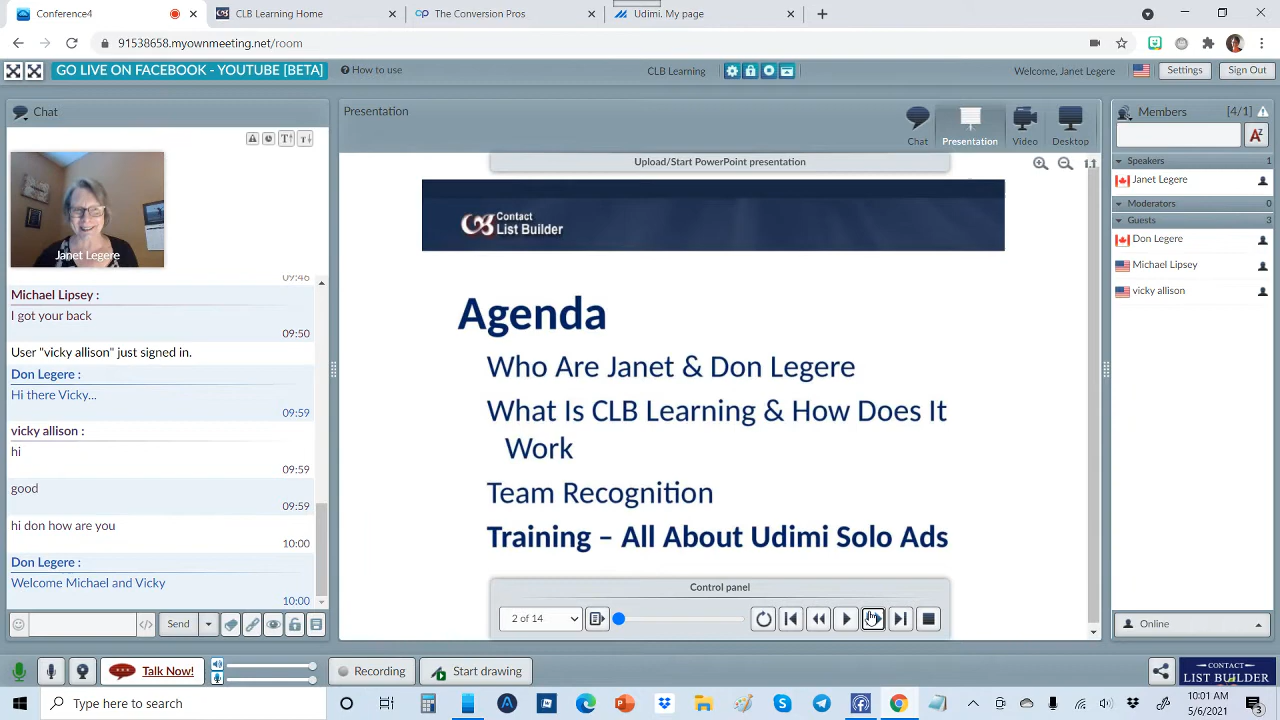 Conference4
CLB Learning Home
The Conversion Pros
Udimi. My page
91538658.myownmeeting.net/room
GO LIVE ON FACEBOOK - YOUTUBE [BETA]
How to use
CLB Learning
Welcome, Janet Legere
Settings
Sign Out
Chat
Janet Legere
09:46
Michael Lipsey :
I got your back
09:50
User "vicky allison" just signed in.
Don Legere :
Hi there Vicky...
09:59
vicky allison :
hi
09:59
good
09:59
hi don how are you
10:00
Don Legere :
Welcome Michael and Vicky
10:00
Send
Presentation
Chat
Presentation
Video
Desktop
Upload/Start PowerPoint presentation
1:1
Contact
List Builder
Agenda
Who Are Janet & Don Legere
What Is CLB Learning & How Does It
Work
Team Recognition
Training – All About Udimi Solo Ads
Control panel
2 of 14
Members
[4/1]
Speakers
1
Janet Legere
Moderators
0
Guests
3
Don Legere
Michael Lipsey
vicky allison
Online
Talk Now!
Recording
Start drawing
CONTACT
LIST BUILDER
Type here to search
10:01 AM
5/6/2021